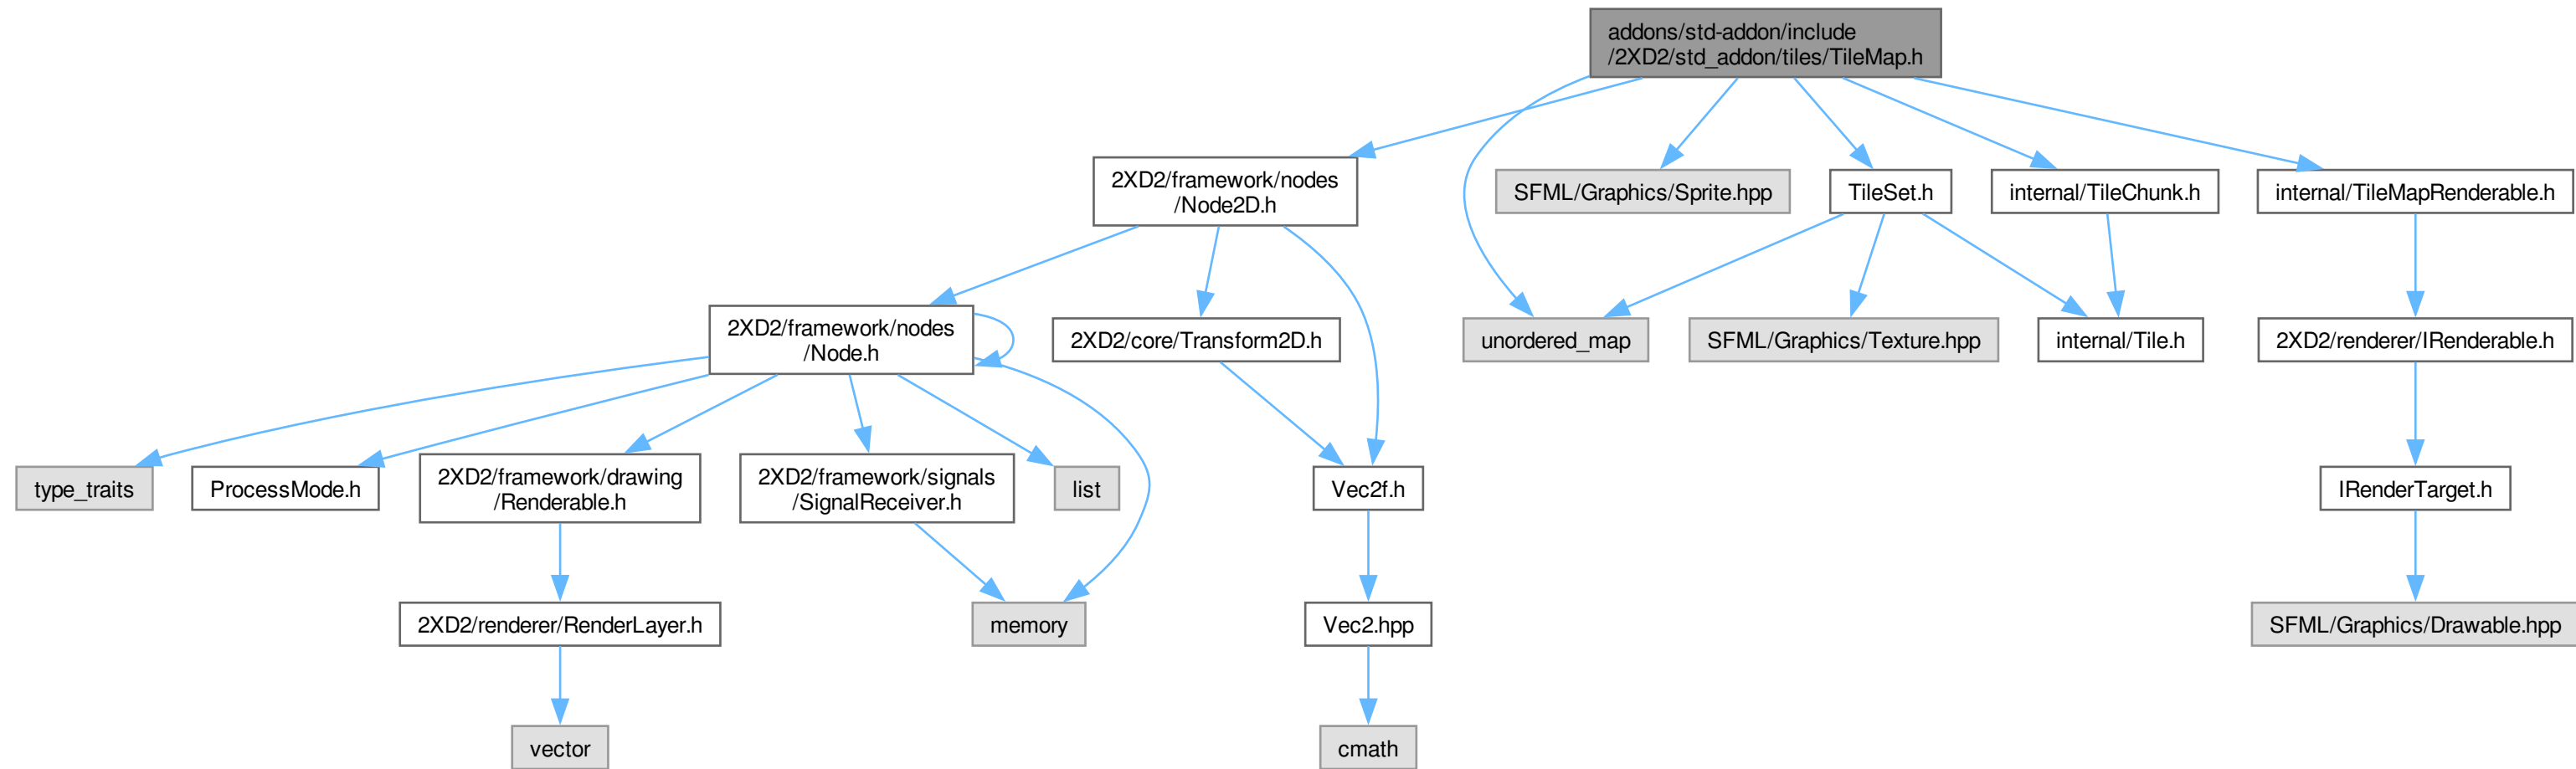 addons/std-addon/include
/2XD2/std_addon/tiles/TileMap.h
2XD2/framework/nodes
/Node2D.h
SFML/Graphics/Sprite.hpp
TileSet.h
internal/TileChunk.h
internal/TileMapRenderable.h
2XD2/framework/nodes
/Node.h
2XD2/core/Transform2D.h
unordered_map
SFML/Graphics/Texture.hpp
internal/Tile.h
2XD2/renderer/IRenderable.h
type_traits
ProcessMode.h
2XD2/framework/drawing
/Renderable.h
2XD2/framework/signals
/SignalReceiver.h
list
Vec2f.h
IRenderTarget.h
2XD2/renderer/RenderLayer.h
memory
Vec2.hpp
SFML/Graphics/Drawable.hpp
vector
cmath